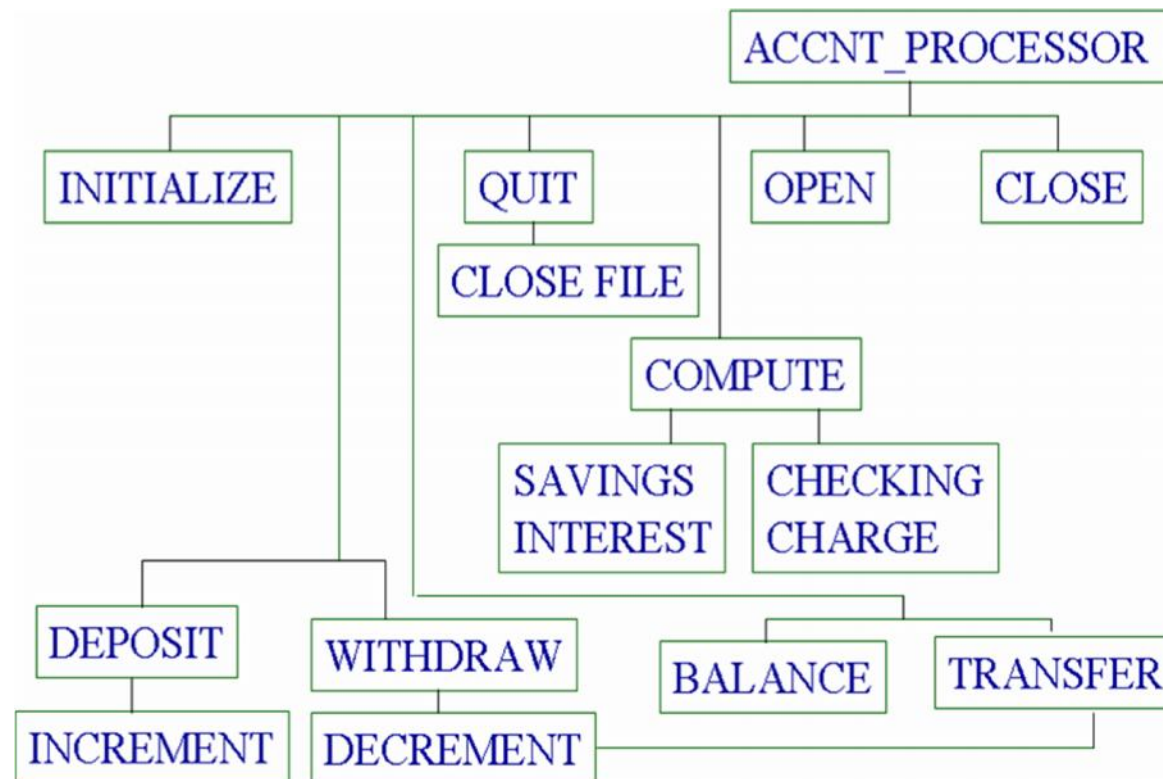 ACCNT_PROCESSOR
INITIALIZE
QUIT
OPEN
CLOSE
CLOSE FILE
COMPUTE
SAVINGS
INTEREST
CHECKING
CHARGE
DEPOSIT
WITHDRAW
BALANCE
TRANSFER
INCREMENT
DECREMENT